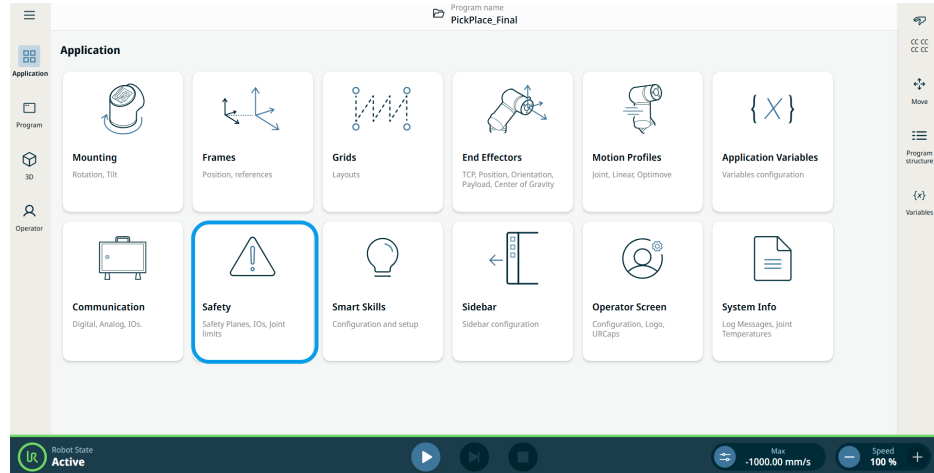 Program name
PickPlace_Final
Application
Application
Program
3D
Operator
Mounting
Rotation, Tilt
Frames
Position, references
Grids
Layouts
End Effectors
TCP, Position, Orientation,
Payload, Center of Gravity
Motion Profiles
Joint, Linear, Optimove
Application Variables
Variables configuration
Communication
Digital, Analog, IOs.
Safety
Safety Planes, IOs, Joint
limits
Smart Skills
Configuration and setup
Sidebar
Sidebar configuration
Operator Screen
Configuration, Logo,
URCaps
System Info
Log Messages, Joint
Temperatures
CC CC
CC CC
Move
Program
structure
{x}
Variables
UR
Robot State
Active
Max
-1000.00 mm/s
Speed
100 %